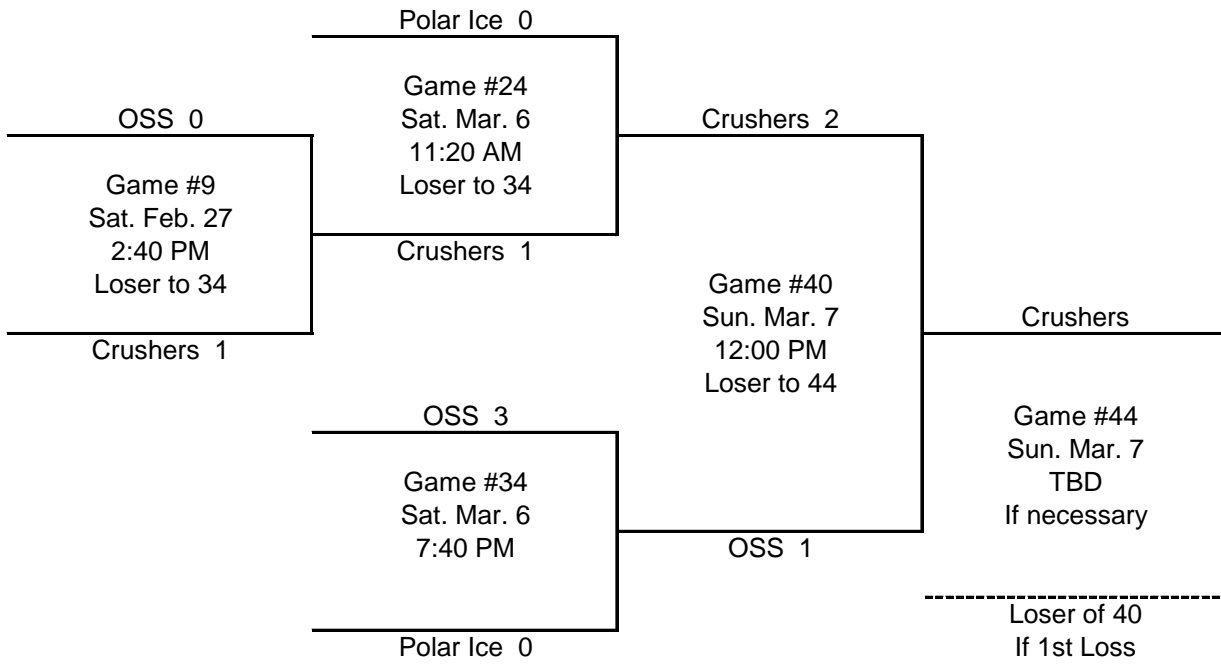 Polar Ice 0
Game #24
Sat. Mar. 6
11:20 AM
Loser to 34
OSS 0
Crushers 2
Game #9
Sat. Feb. 27
2:40 PM
Loser to 34
Crushers 1
Crushers 1
Game #40
Sun. Mar. 7
12:00 PM
Loser to 44
Crushers
OSS 3
Game #34
Sat. Mar. 6
7:40 PM
Polar Ice 0
OSS 1
Game #44
Sun. Mar. 7
TBD
If necessary
Loser of 40
If 1st Loss